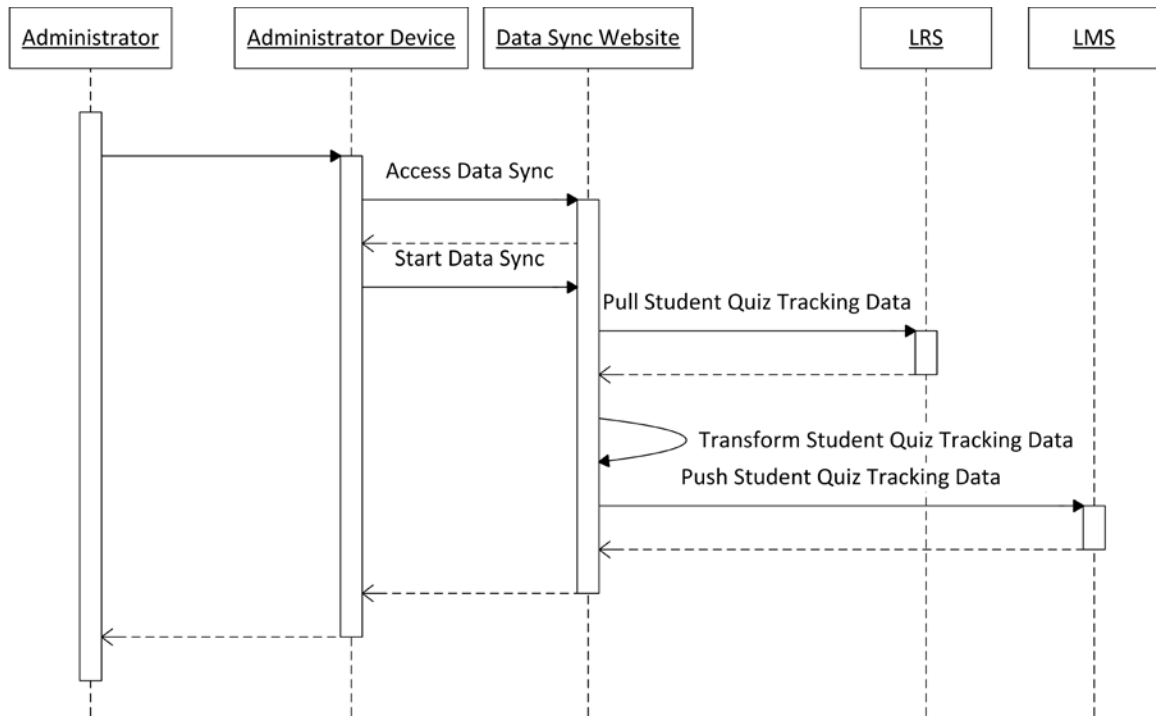 Administrator
Administrator Device
Data Sync Website
LRS
LMS
Access Data Sync
Start Data Sync
Pull Student Quiz Tracking Data
Transform Student Quiz Tracking Data
Push Student Quiz Tracking Data